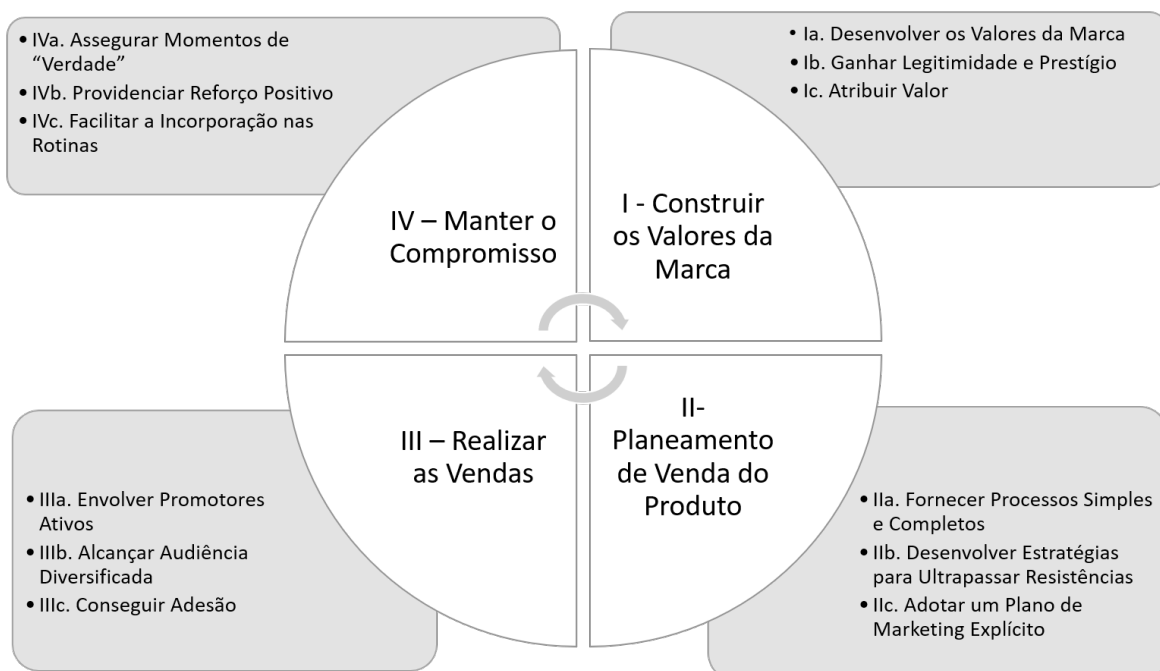 • IVa. Assegurar Momentos de
“Verdade”
• IVb. Providenciar Reforço Positivo
• IVc. Facilitar a Incorporação nas
Rotinas
• Ia. Desenvolver os Valores da Marca
• Ib. Ganhar Legitimidade e Prestígio
• Ic. Atribuir Valor
IV – Manter o
Compromisso
I - Construir
os Valores da
Marca
III – Realizar
as Vendas
II-
Planeamento
de Venda do
Produto
• IIIa. Envolver Promotores
Ativos
• IIIb. Alcançar Audiência
Diversificada
• IIIc. Conseguir Adesão
• IIa. Fornecer Processos Simples
e Completos
• IIb. Desenvolver Estratégias
para Ultrapassar Resistências
• IIc. Adotar um Plano de
Marketing Explícito